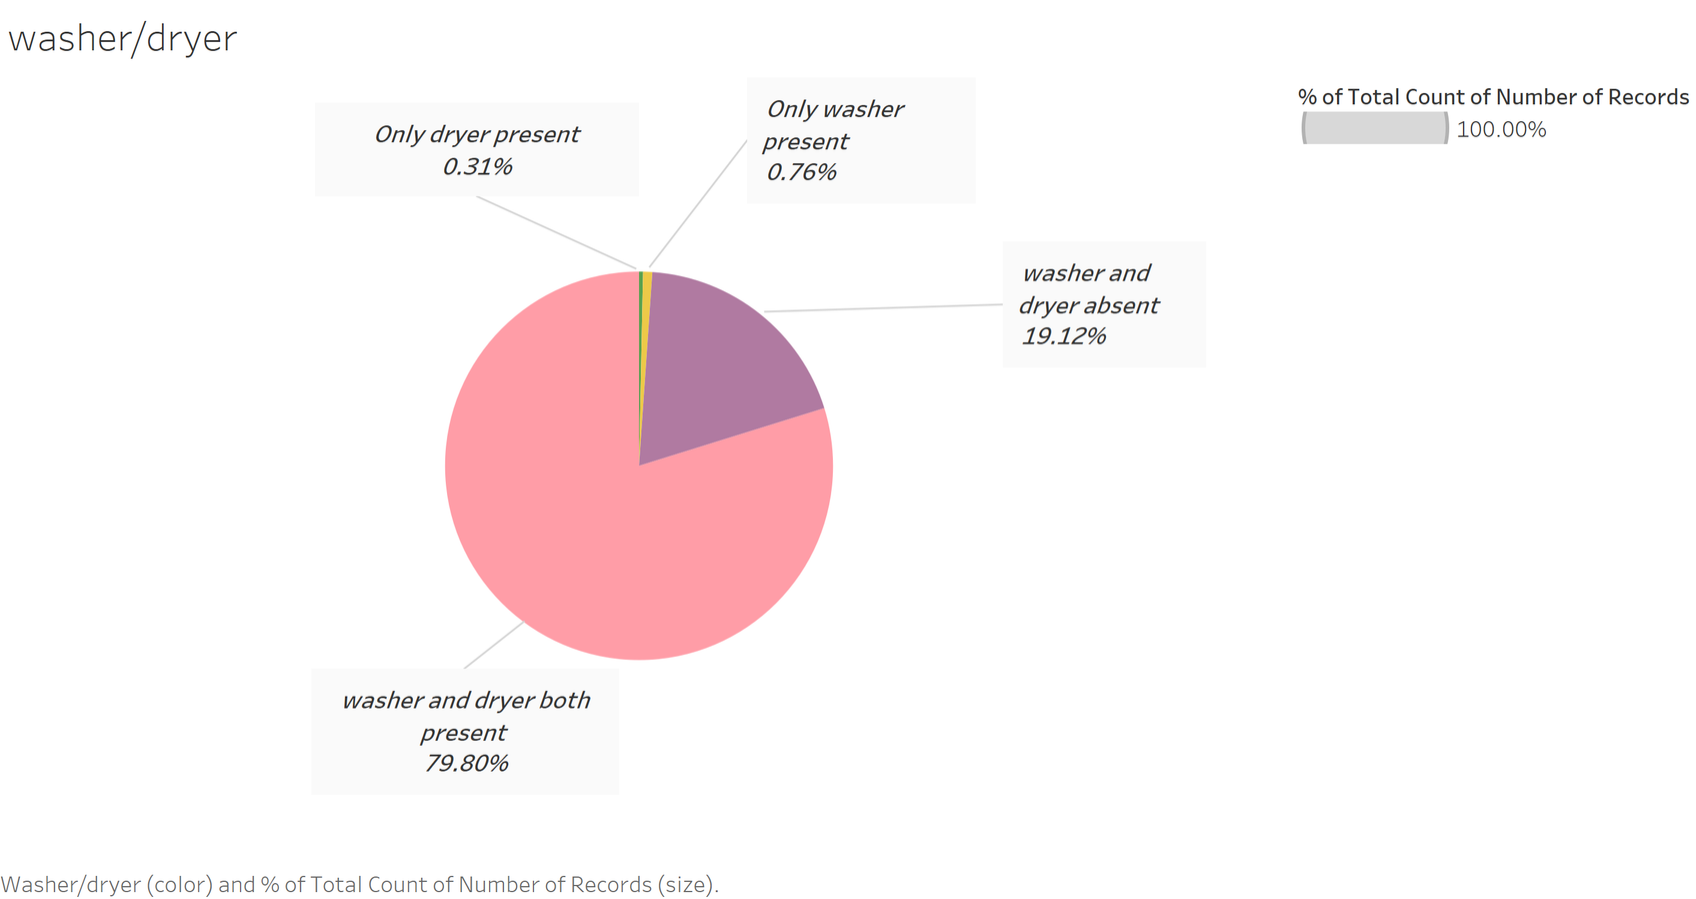 washer/dryer
Only dryer present
0.31%
Only washer
present
0.76%
washer and
dryer absent
19.12%
washer and dryer both
present
79.80%
% of Total Count of Number of Records
100.00%
Washer/dryer (color) and % of Total Count of Number of Records (size).